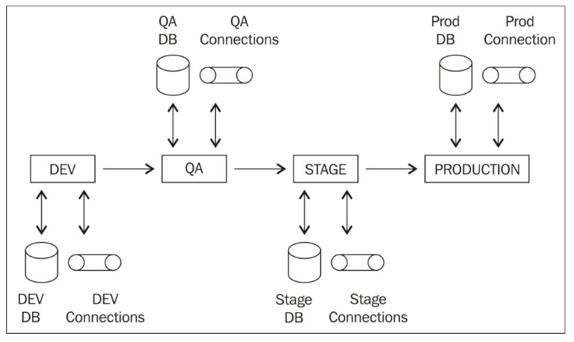 QA
DB
QA
Connections
Prod
DB
Prod
Connection
DEV
QA
STAGE
PRODUCTION
DEV
DB
DEV
Connections
Stage
DB
Stage
Connections